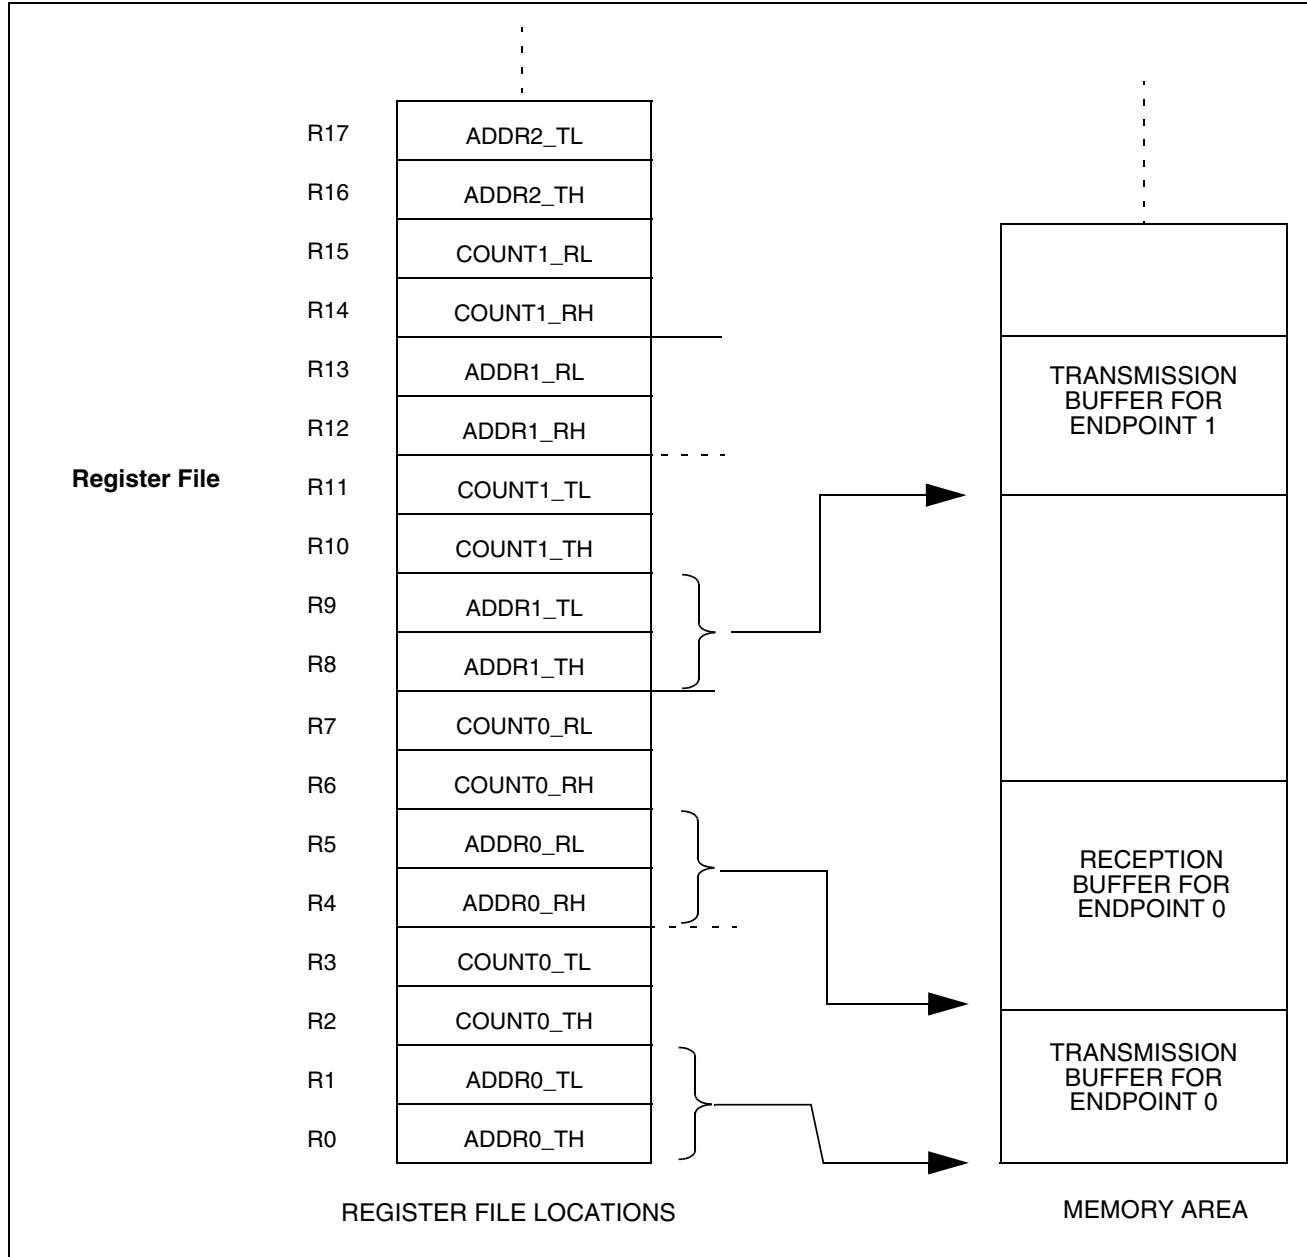 R17 ADDR2_TL
R16 ADDR2_TH
R15 COUNT1_RL
R14 COUNT1_RH
R13 ADDR1_RL
R12 ADDR1_RH
Register File
R11 COUNT1_TL
R10 COUNT1_TH
R9 ADDR1_TL
R8 ADDR1_TH
R7 COUNT0_RL
R6 COUNT0_RH
R5 ADDR0_RL
R4 ADDR0_RH
R3 COUNT0_TL
R2 COUNT0_TH
R1 ADDR0_TL
R0 ADDR0_TH
REGISTER FILE LOCATIONS
TRANSMISSION
BUFFER FOR
ENDPOINT 1
RECEPTION
BUFFER FOR
ENDPOINT 0
TRANSMISSION
BUFFER FOR
ENDPOINT 0
MEMORY AREA